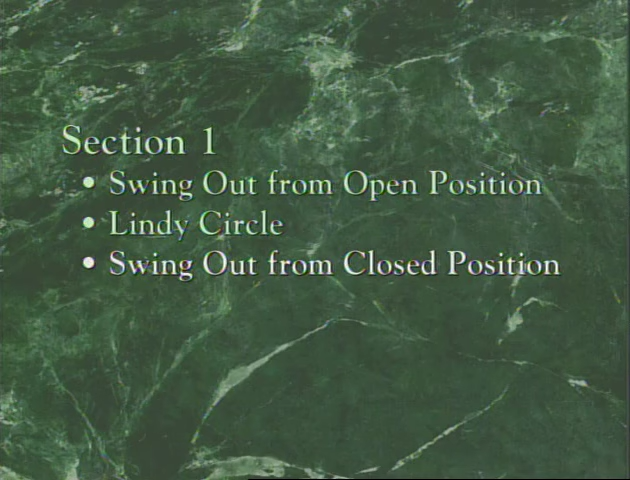 Section 1
• Swing Out from Open Position
• Lindy Circle
• Swing Out from Closed Position